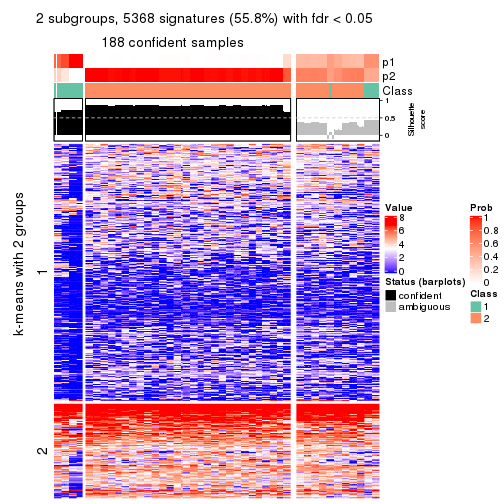 2 subgroups, 5368 signatures (55.8%) with fdr < 0.05
188 confident samples
p1
p2
Class
1
0.5
0
Silhouette
score
k-means with 2 groups
1
2
Value
8
6
4
2
0
Status (barplots)
confident
ambiguous
Prob
1
0.8
0.6
0.4
0.2
0
Class
1
2